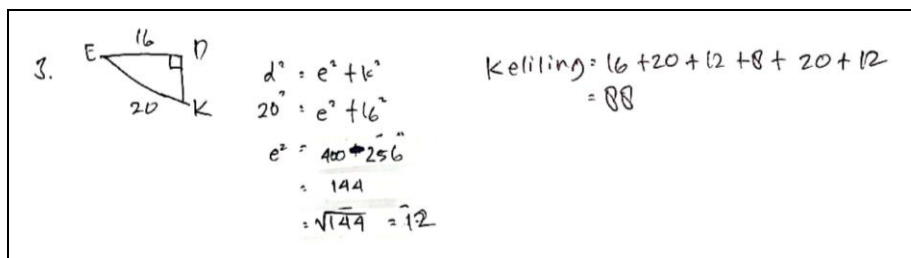 3.
16
E
D
20
K
d² = e² + k²
20² = e² + 16²
e² = 400 - 256
= 144
= √144 = 12
Keliling = 16 + 20 + 12 + 8 + 20 + 12
= 88